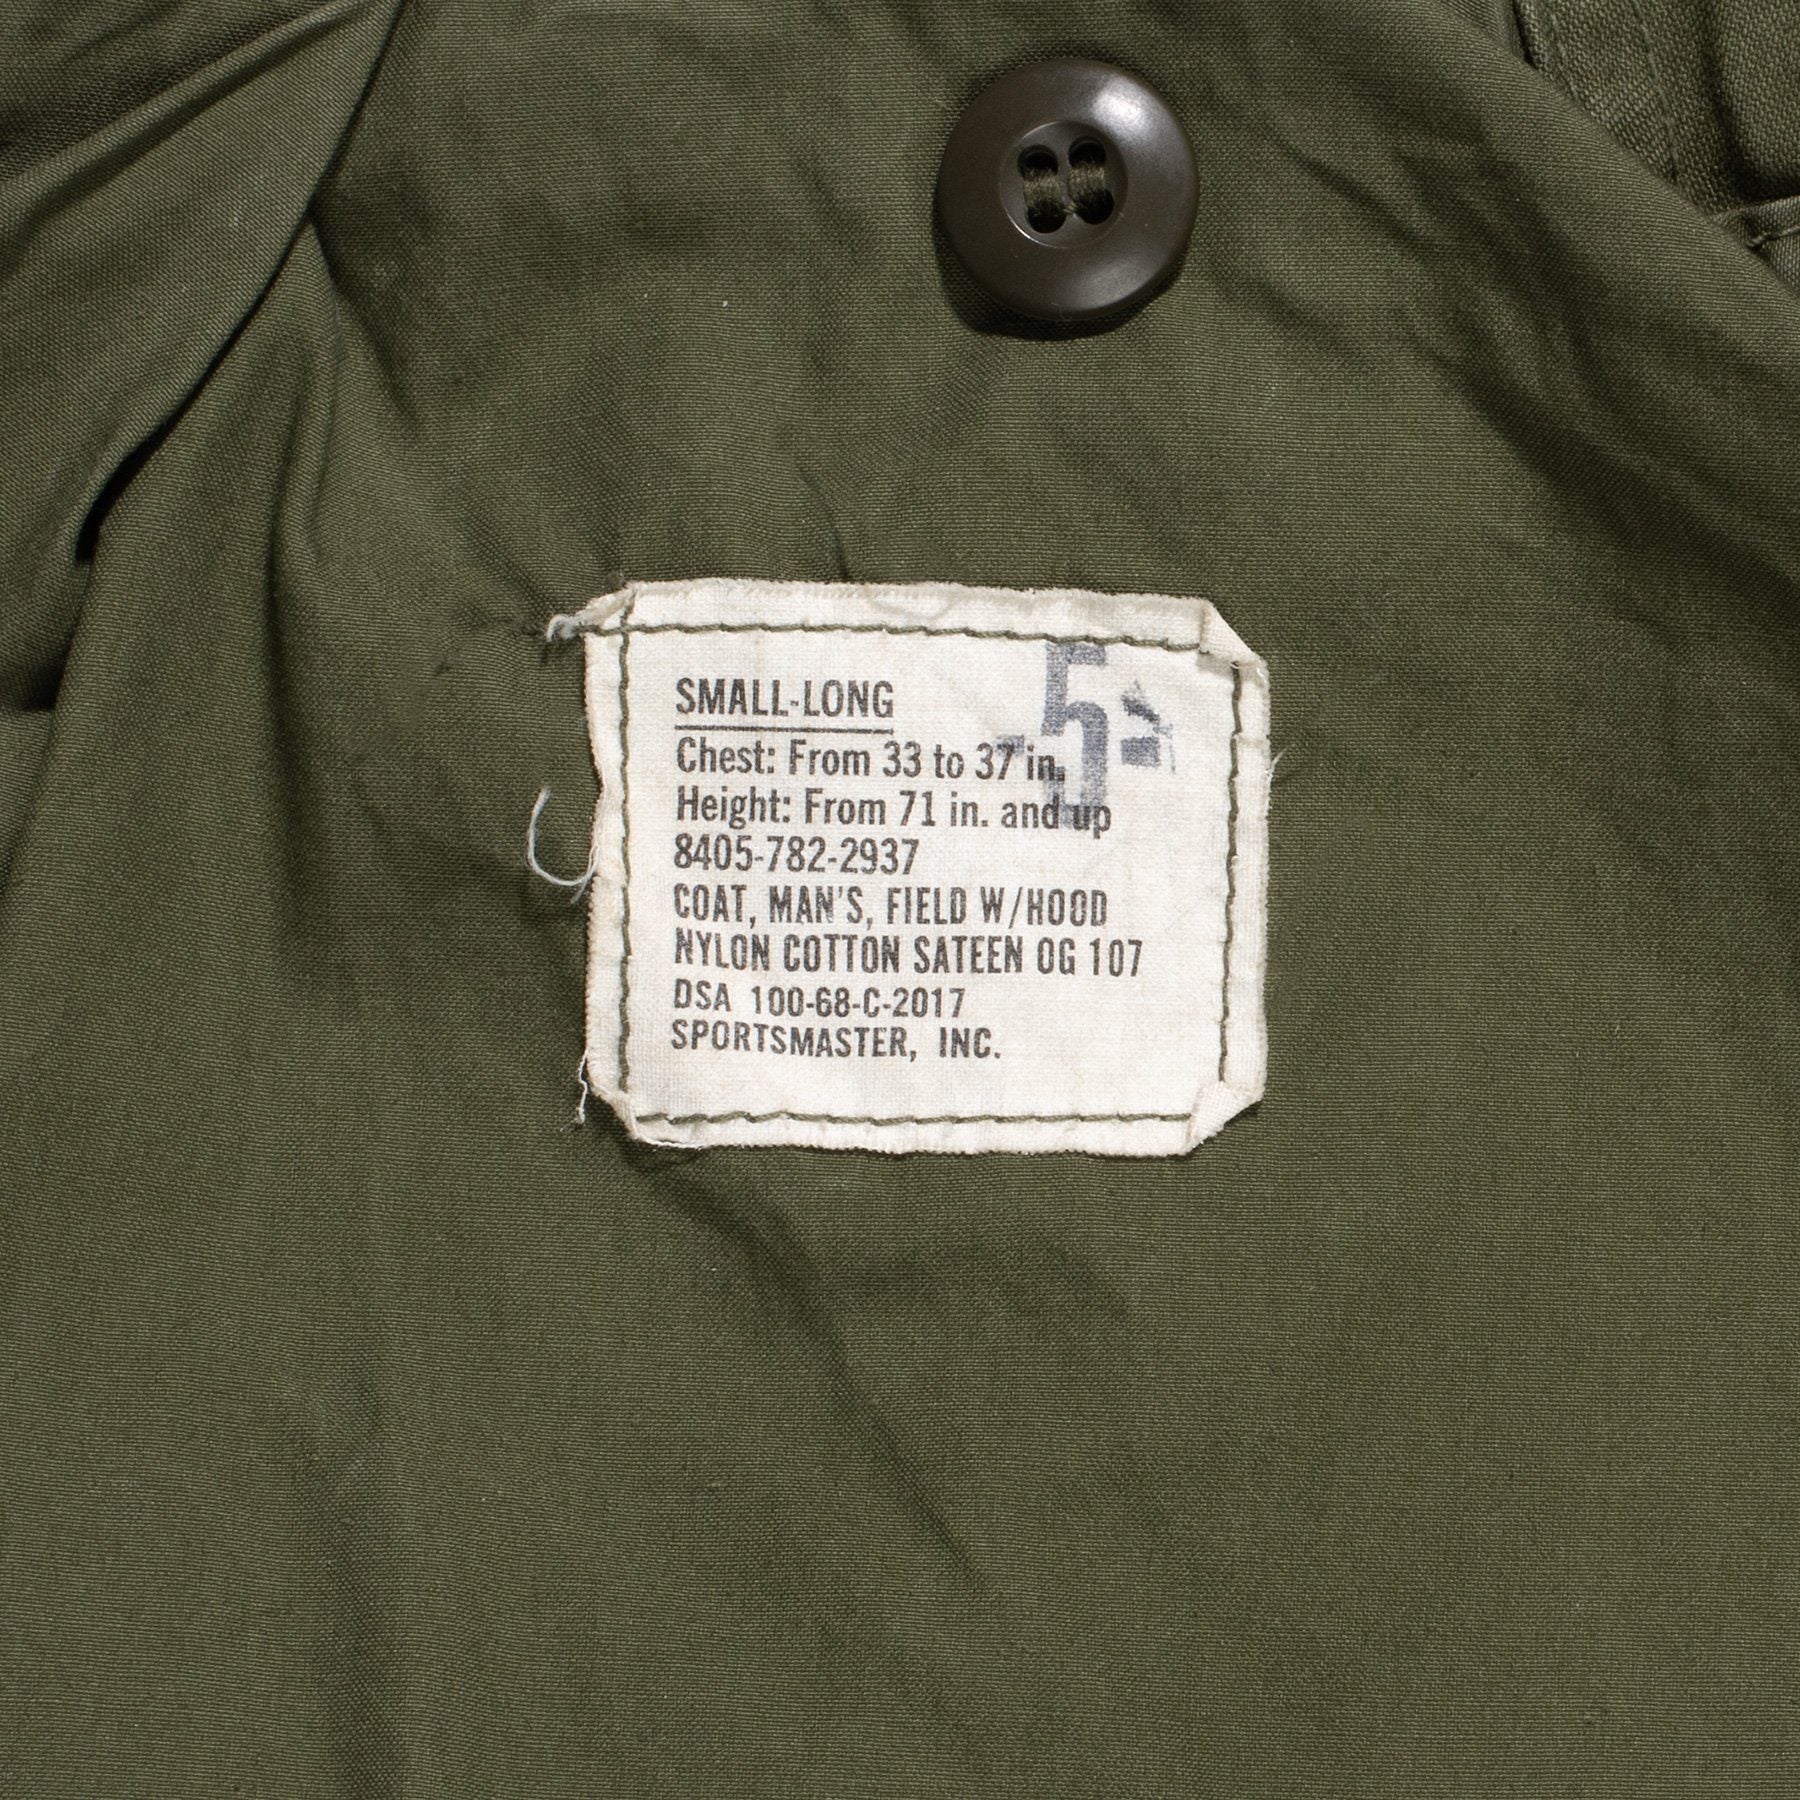 SMALL-LONG
Chest: From 33 to 37 in.
Height: From 71 in. and up
8405-782-2937
COAT, MAN'S, FIELD W/HOOD
NYLON COTTON SATEEN OG 107
DSA 100-68-C-2017
SPORTSMASTER, INC.
5